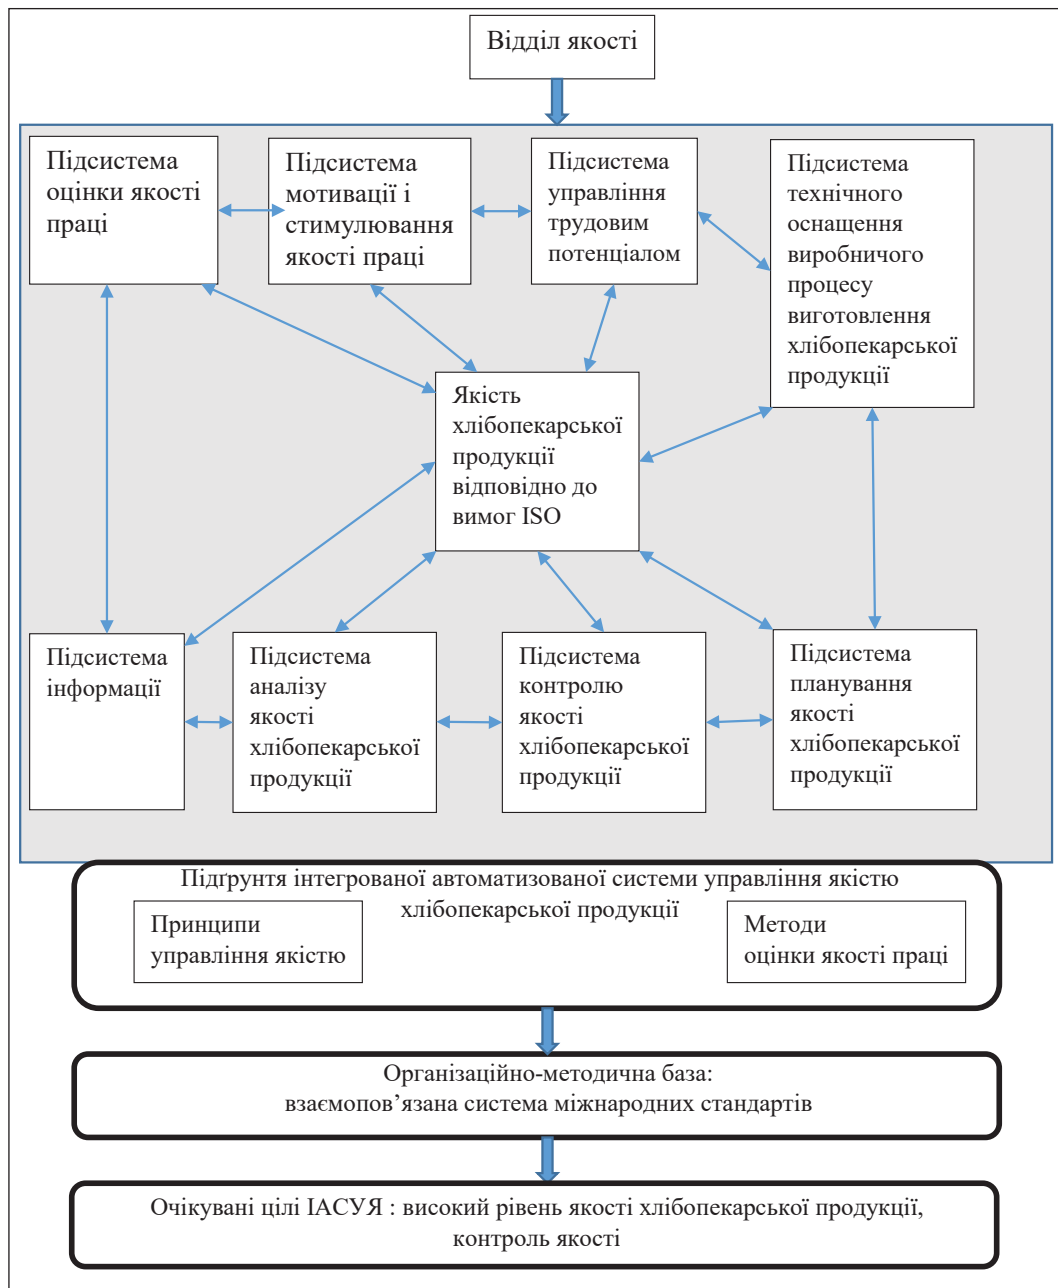 Відділ якості
Підсистема
оцінки якості
праці
Підсистема
мотивації і
стимулювання
якості праці
Підсистема
управління
трудовим
потенціалом
Підсистема
технічного
оснащення
виробничого
процесу
виготовлення
хлібопекарської
продукції
Якість
хлібопекарської
продукції
відповідно до
вимог ISO
Підсистема
інформації
Підсистема
аналізу
якості
хлібопекарської
продукції
Підсистема
контролю
якості
хлібопекарської
продукції
Підсистема
планування
якості
хлібопекарської
продукції
Підґрунтя інтегрованої автоматизованої системи управління якістю
хлібопекарської продукції
Принципи
управління якістю
Методи
оцінки якості праці
Організаційно-методична база:
взаємопов’язана система міжнародних стандартів
Очікувані цілі ІАСУЯ : високий рівень якості хлібопекарської продукції,
контроль якості